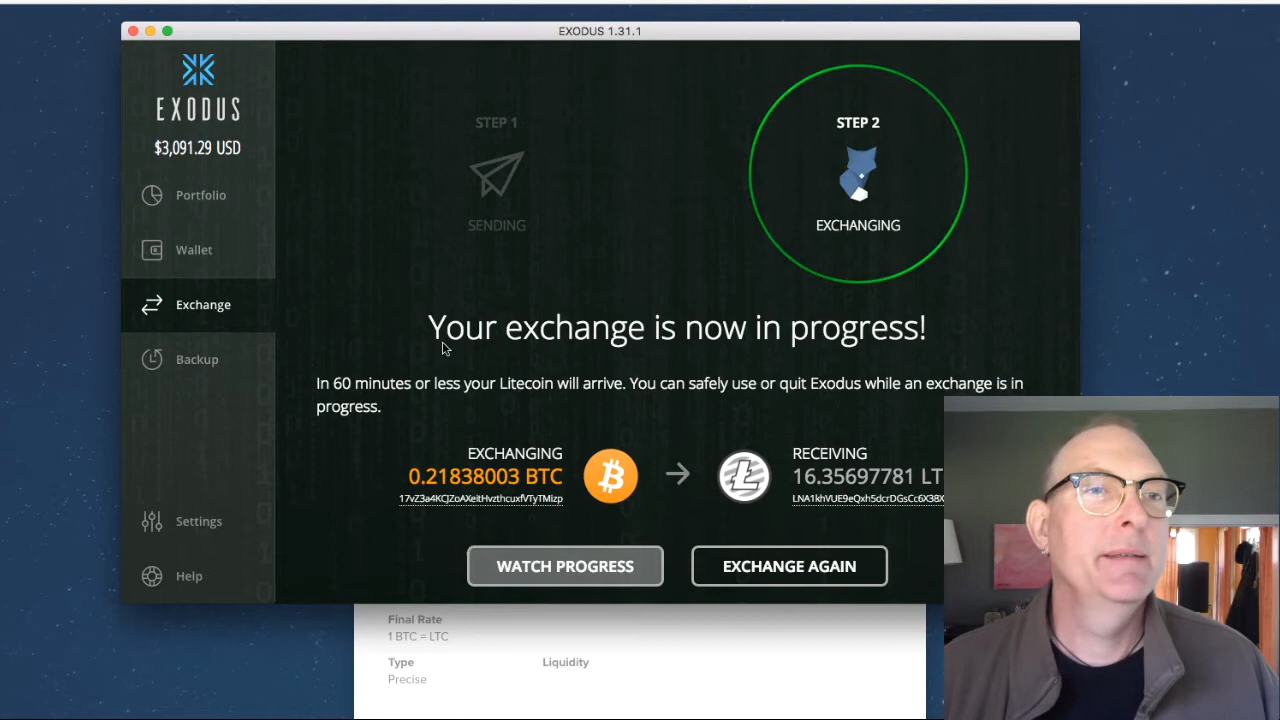 EXODUS 1.31.1
EXODUS
$3,091.29 USD
Portfolio
Wallet
Exchange
Backup
Settings
Help
STEP 1
SENDING
STEP 2
EXCHANGING
Your exchange is now in progress!
In 60 minutes or less your Litecoin will arrive. You can safely use or quit Exodus while an exchange is in
progress.
EXCHANGING
0.21838003 BTC
RECEIVING
16.35697781 LT
WATCH PROGRESS
EXCHANGE AGAIN
Final Rate
1 BTC = LTC
Type
Liquidity
Precise